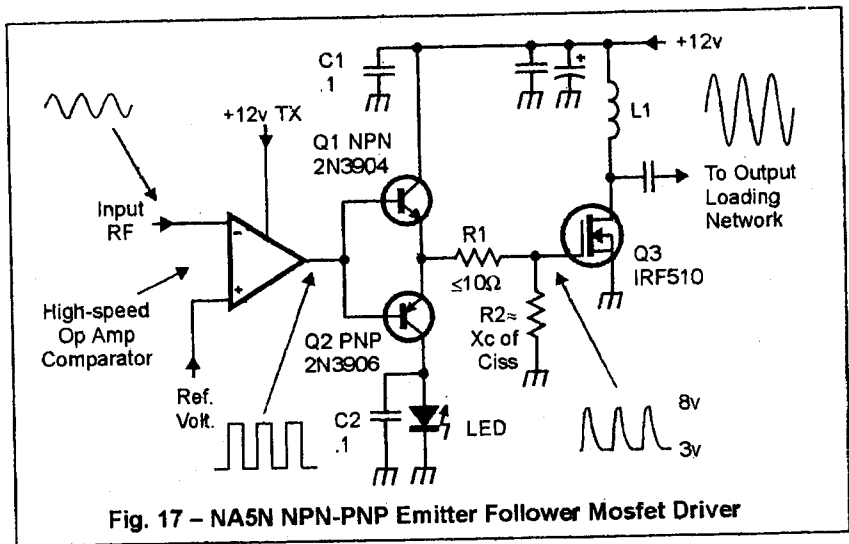 C1
.1
+12v
+12v TX
Q1 NPN
2N3904
L1
Input
RF
-
+
To Output
Loading
Network
R1
≤10Ω
Q3
IRF510
High-speed
Op Amp
Comparator
Q2 PNP
2N3906
R2≈
Xc of
Ciss
Ref.
Volt.
C2
.1
LED
8v
3v
+
Fig. 17 – NA5N NPN-PNP Emitter Follower Mosfet Driver